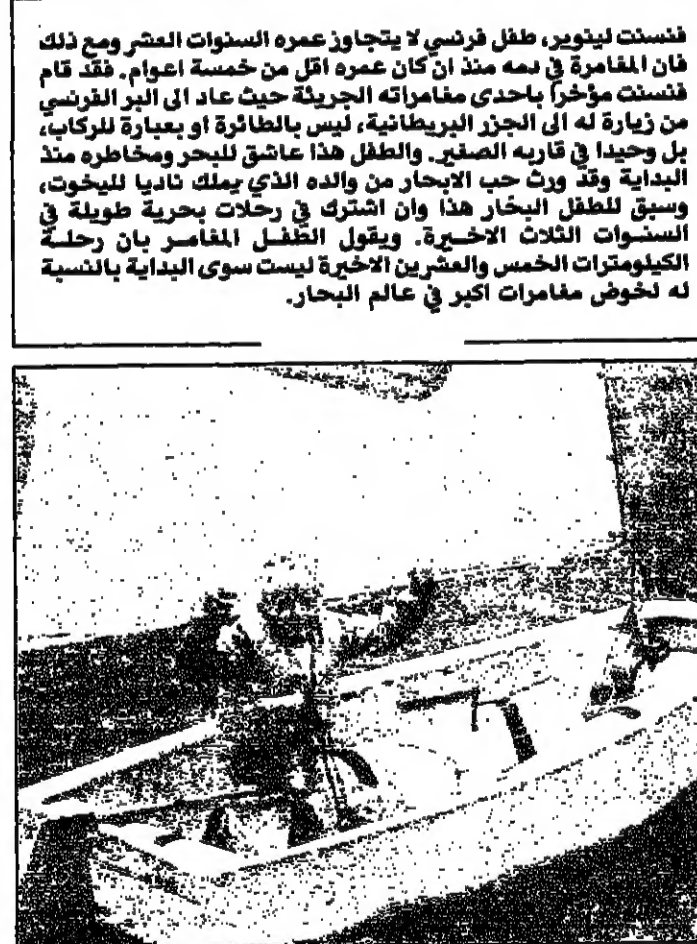 فنسنت لينوير، طفل فرنسي لا يتجاوز عمره السنوات العشر ومع ذلك
فان المغامرة في دمه منذ ان كان عمره اقل من خمسة اعوام. فقد قام
فنسنت مؤخرا باحدى مغامراته الجريئة حيث عاد الى البر الفرنسي
من زيارة له الى الجزر البريطانية، ليس بالطائرة او بعبارة للركاب،
بل وحيدا في قاربه الصغير. والطفل هذا عاشق للبحر ومخاطره منذ
البداية وقد ورث حب الابحار من والده الذي يملك ناديا لليخوت،
وسبق للطفل البحّار هذا وان اشترك في رحلات بحرية طويلة في
السنوات الثلاث الاخيرة. ويقول الطفل المغامر بان رحلة
الكيلومترات الخمس والعشرين الاخيرة ليست سوى البداية بالنسبة
له لخوض مغامرات اكبر في عالم البحار.